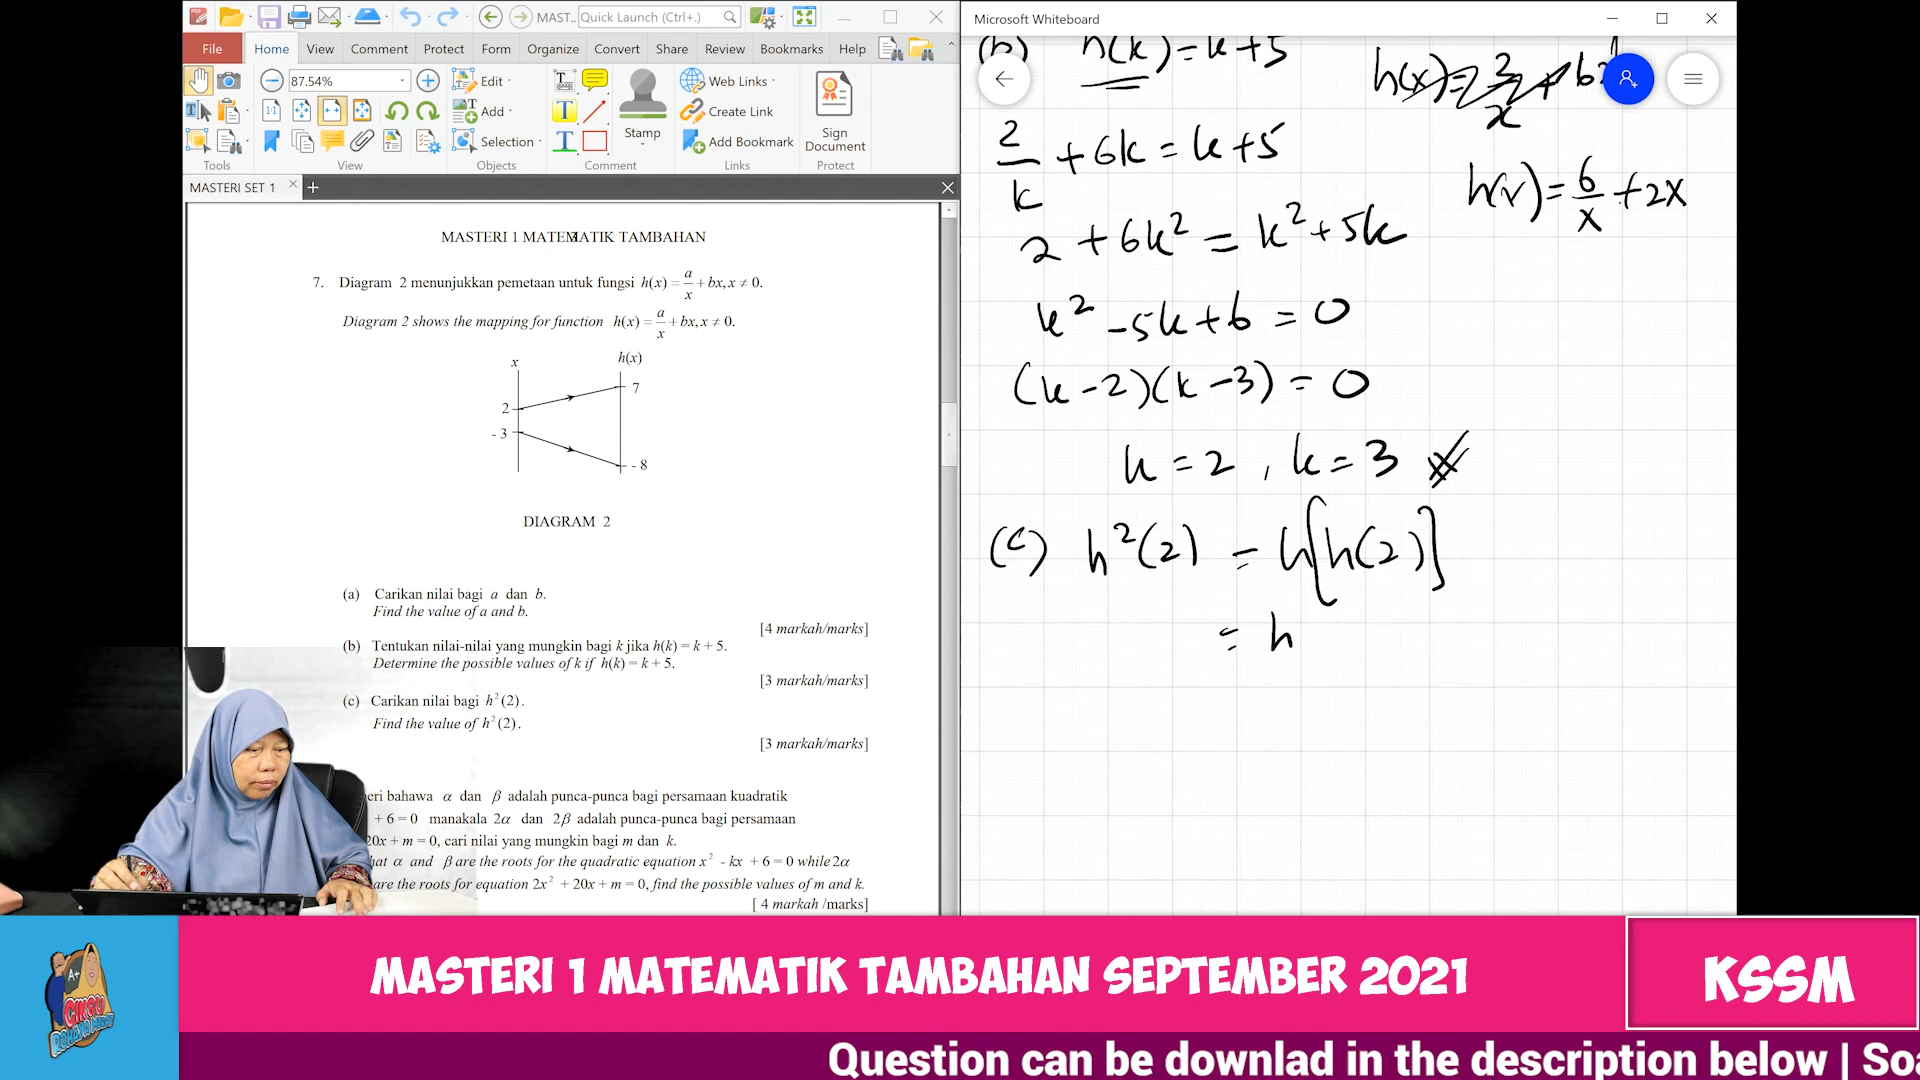 MAST..
Quick Launch (Ctrl+.)
File Home View Comment Protect Form Organize Convert Share Review Bookmarks Help
87.54%
1:1
Edit
Add
Selection
Stamp
Web Links
Create Link
Add Bookmark
Sign
Document
Tools View Objects Comment Links Protect
MASTERI SET 1
MASTERI 1 MATEMATIK TAMBAHAN
7. Diagram 2 menunjukkan pemetaan untuk fungsi h(x) = a/x + bx, x ≠ 0.
Diagram 2 shows the mapping for function h(x) = a/x + bx, x ≠ 0.
x h(x)
2 7
- 3 - 8
DIAGRAM 2
(a) Carikan nilai bagi a dan b.
Find the value of a and b.
[4 markah/marks]
(b) Tentukan nilai-nilai yang mungkin bagi k jika h(k) = k + 5.
Determine the possible values of k if h(k) = k + 5.
[3 markah/marks]
(c) Carikan nilai bagi h²(2).
Find the value of h²(2).
[3 markah/marks]
eri bahawa α dan β adalah punca-punca bagi persamaan kuadratik
+ 6 = 0 manakala 2α dan 2β adalah punca-punca bagi persamaan
20x + m = 0, cari nilai yang mungkin bagi m dan k.
hat α and β are the roots for the quadratic equation x² - kx + 6 = 0 while 2α
are the roots for equation 2x² + 20x + m = 0, find the possible values of m and k.
[ 4 markah /marks]
Microsoft Whiteboard
(b) h(k) = k+5
2/k + 6k = k+5
2 + 6k² = k² + 5k
k² - 5k + 6 = 0
(k - 2)(k - 3) = 0
k = 2 , k = 3
(c) h²(2) = h[h(2)]
= h
h(x) = 6/x + 2x
A+
CIKGU
MASTERI 1 MATEMATIK TAMBAHAN SEPTEMBER 2021
KSSM
Question can be downlad in the description below | So